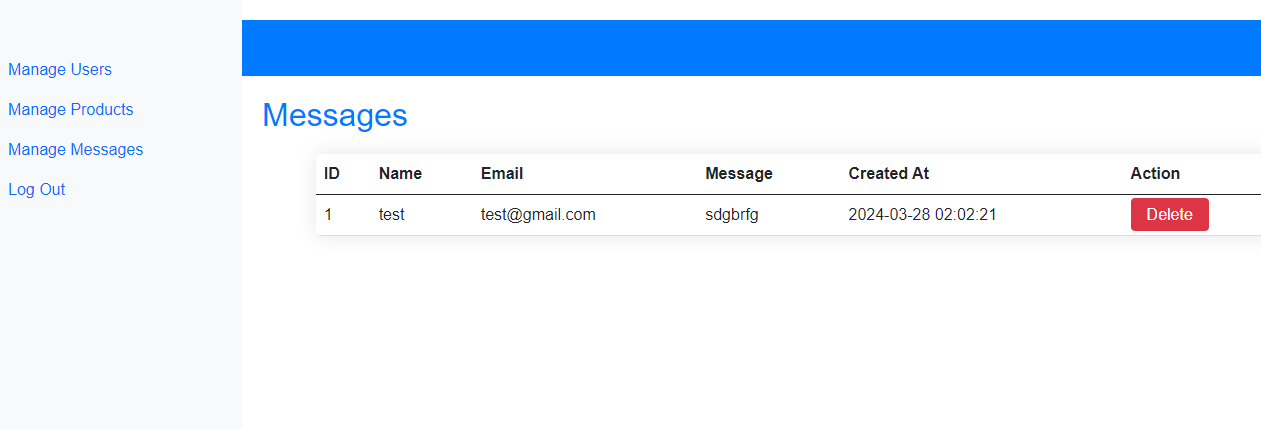 Manage Users
Manage Products
Manage Messages
Log Out
Messages
ID Name Email Message Created At Action
1 test test@gmail.com sdgbrfg 2024-03-28 02:02:21 Delete